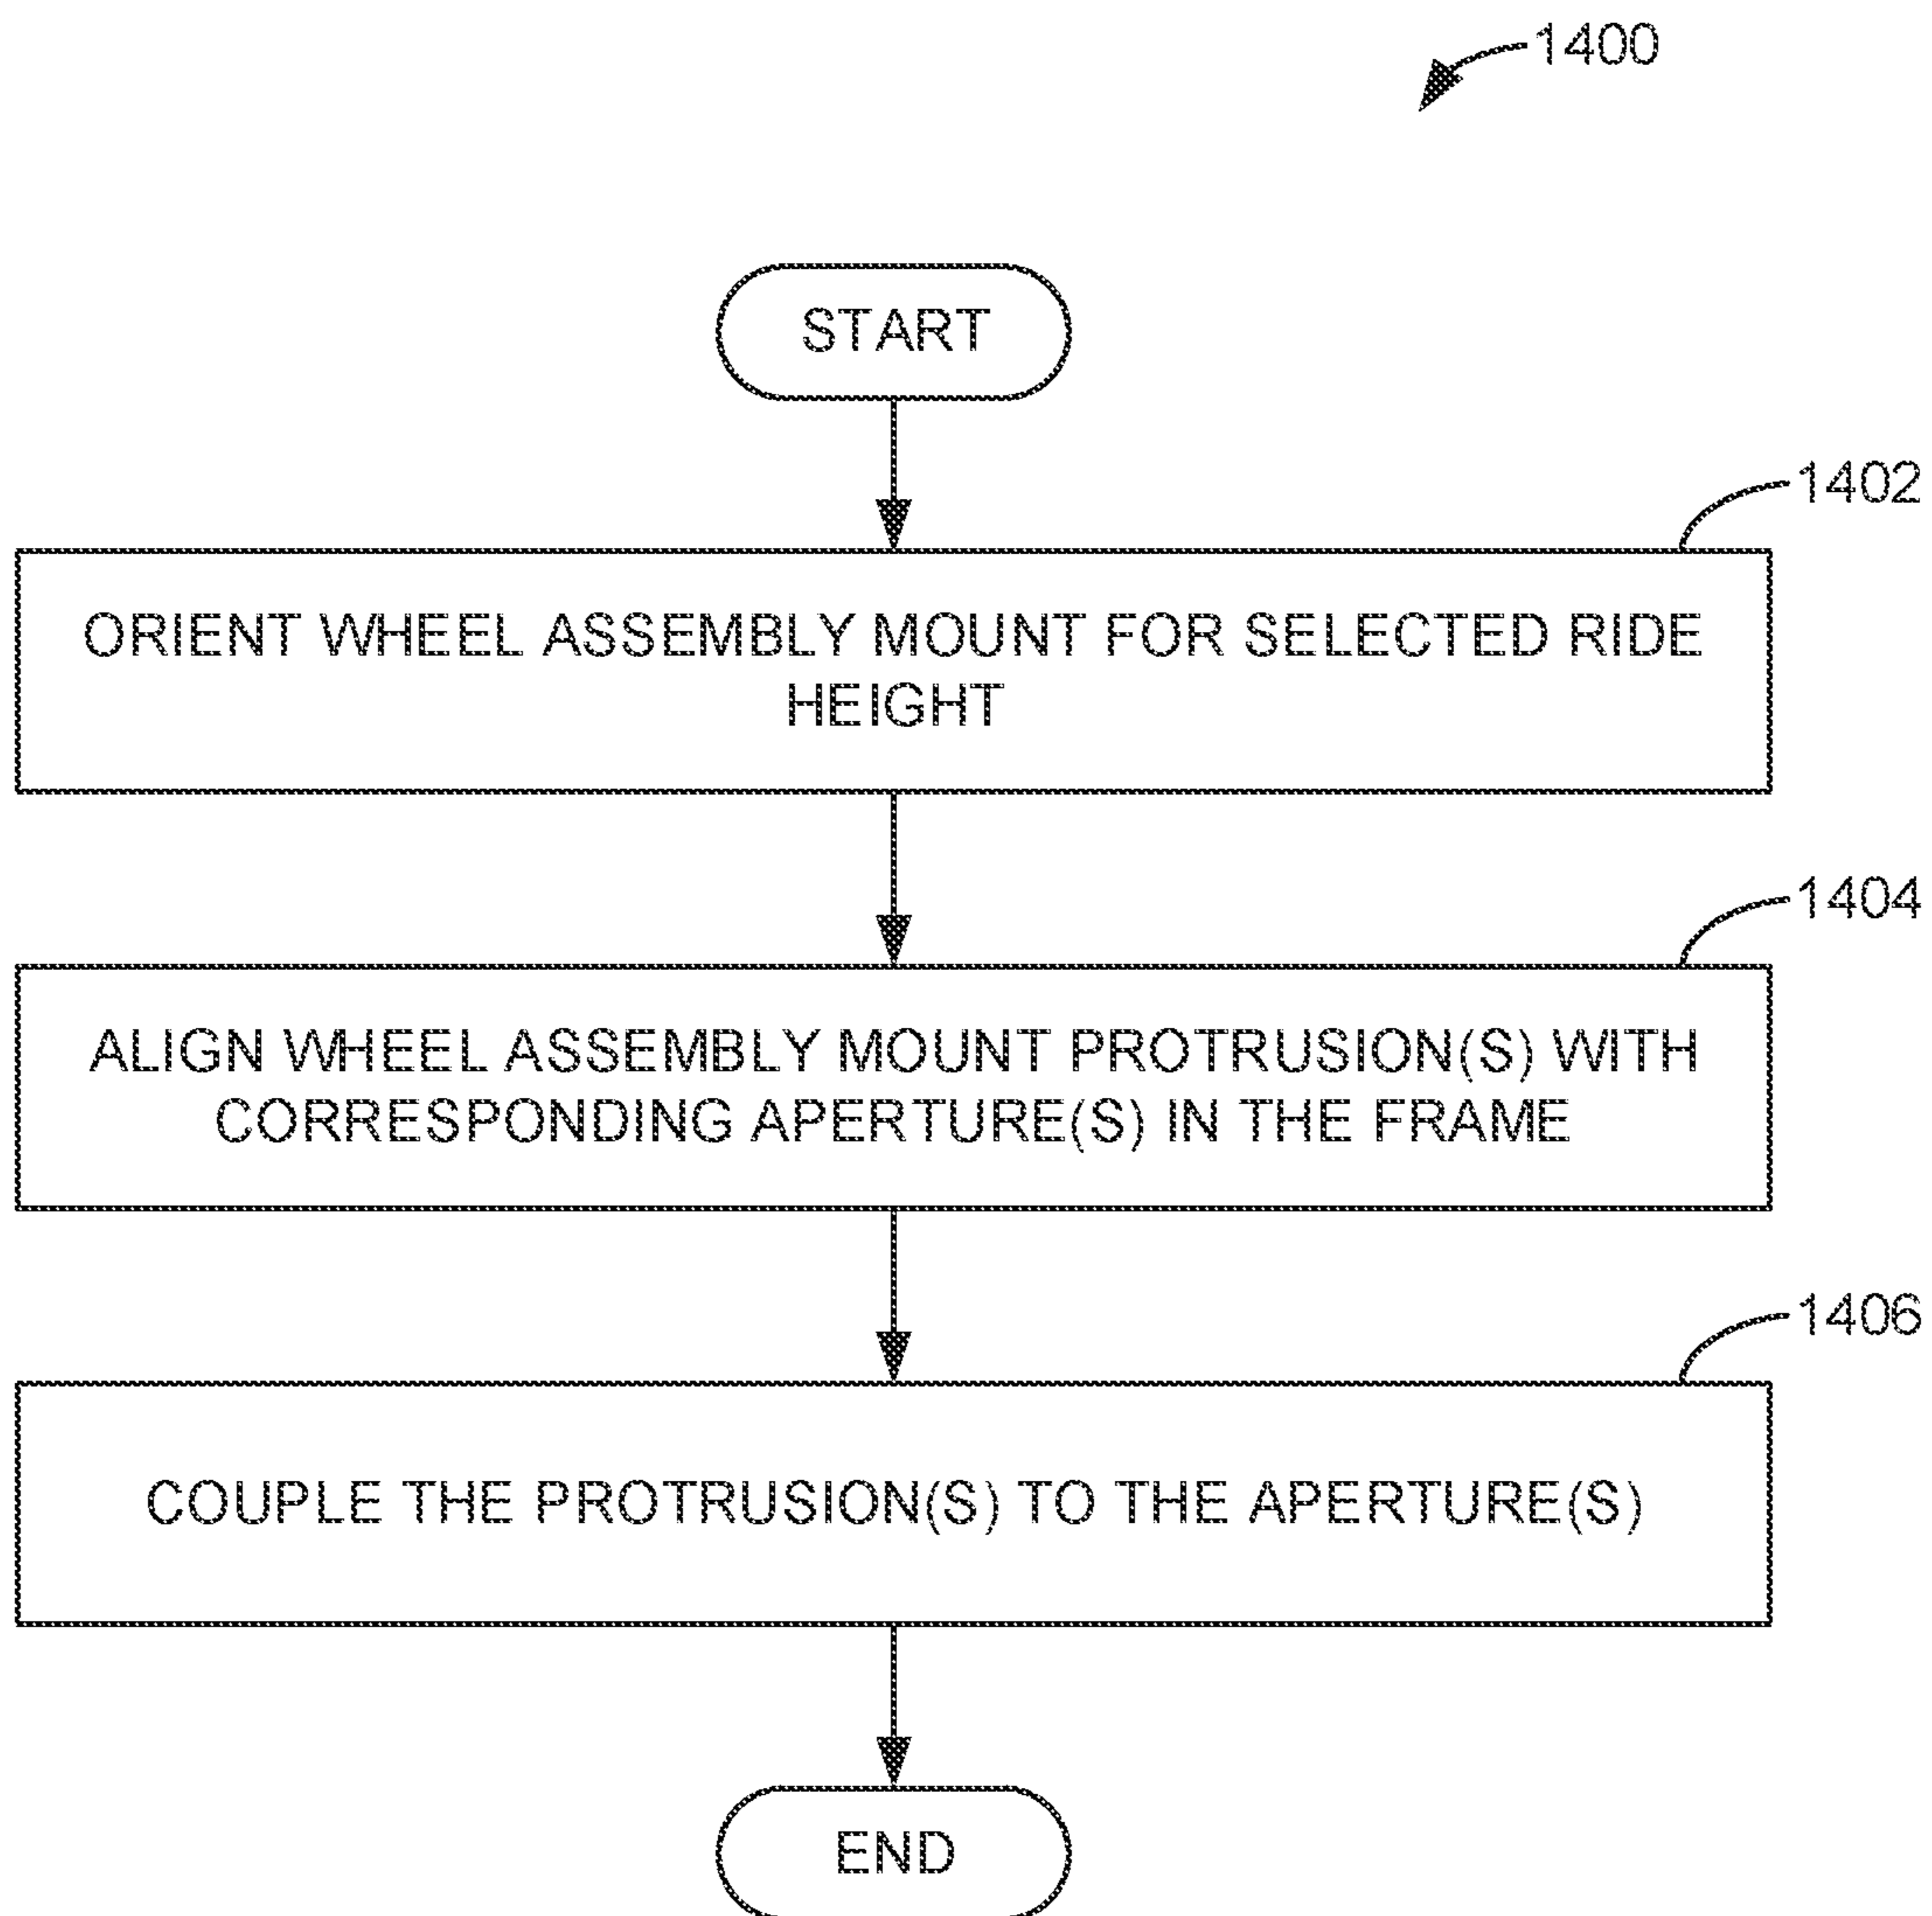 1400
START
1402
ORIENT WHEEL ASSEMBLY MOUNT FOR SELECTED RIDE
HEIGHT
1404
ALIGN WHEEL ASSEMBLY MOUNT PROTRUSION(S) WITH
CORRESPONDING APERTURE(S) IN THE FRAME
1406
COUPLE THE PROTRUSION(S) TO THE APERTURE(S)
END